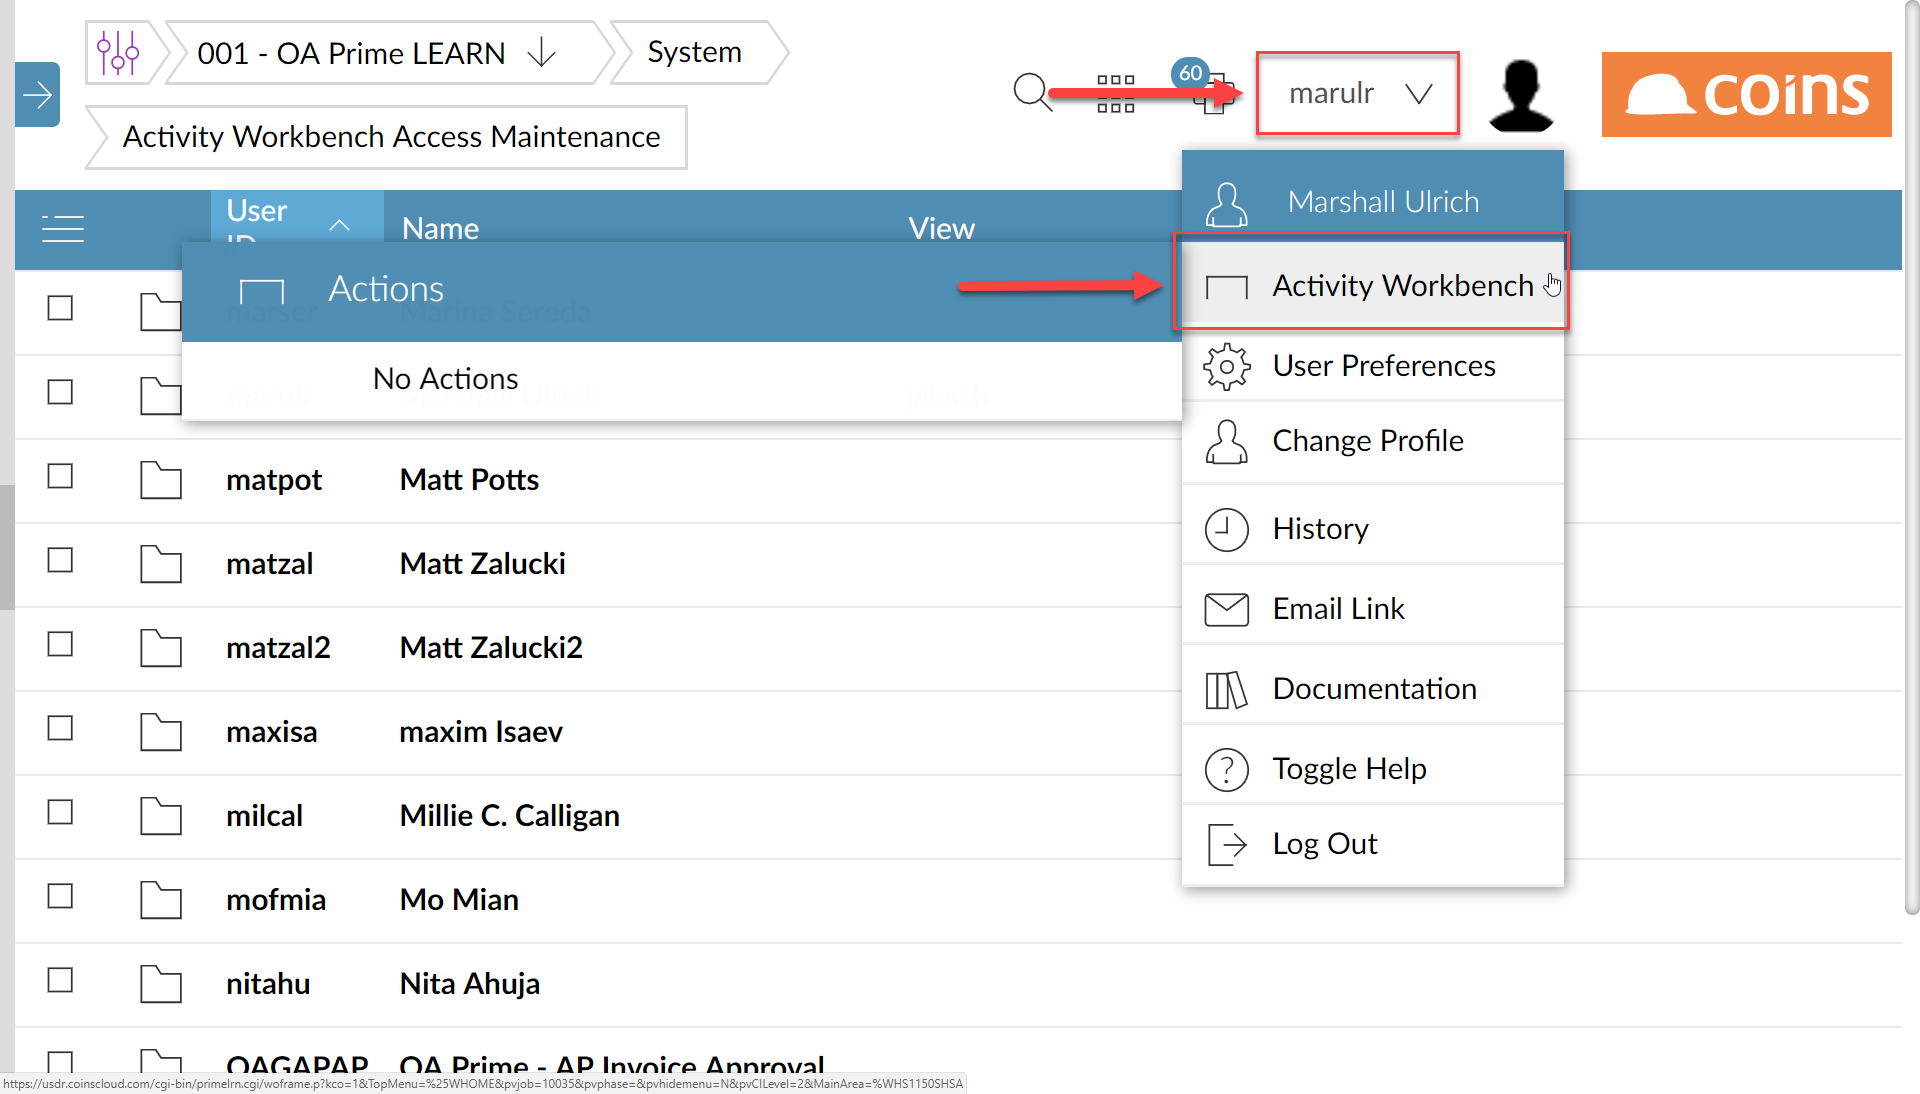 001 - OA Prime LEARN
System
60
marulr
coins
Activity Workbench Access Maintenance
Marshall Ulrich
User
ID
Name
View
Actions
Activity Workbench
marser
Marina Sereda
No Actions
marulr
Marshall Ulrich
jaksch
User Preferences
Change Profile
matpot
Matt Potts
History
matzal
Matt Zalucki
Email Link
matzal2
Matt Zalucki2
Documentation
maxisa
maxim Isaev
Toggle Help
milcal
Millie C. Calligan
Log Out
mofmia
Mo Mian
nitahu
Nita Ahuja
OAGAPAP
OA Prime - AP Invoice Approval
https://usdr.coinscloud.com/cgi-bin/primelrn.cgi/woframe.p?kco=1&TopMenu=%25WHOME&pvjob=10035&pvphase=&pvhidemenu=N&pvCILevel=2&MainArea=%WHS1150SHSA